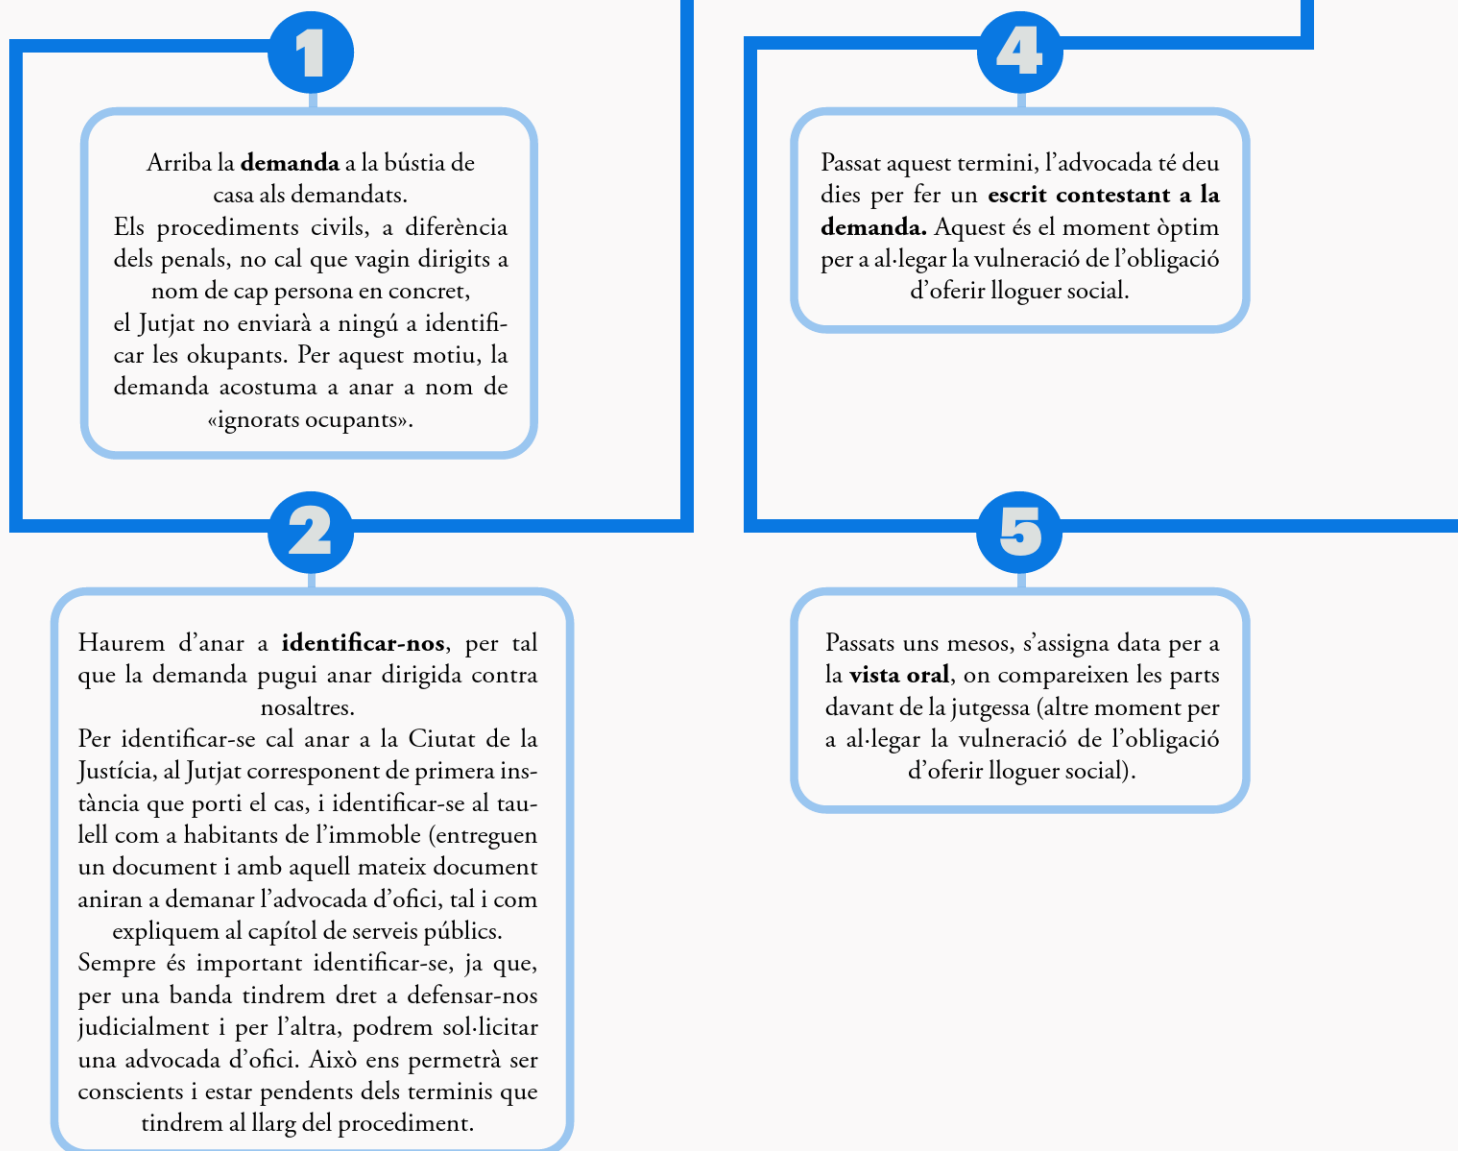 1
Arriba la demanda a la bústia de
casa als demandats.
Els procediments civils, a diferència
dels penals, no cal que vagin dirigits a
nom de cap persona en concret,
el Jutjat no enviarà a ningú a identifi-
car les okupants. Per aquest motiu, la
demanda acostuma a anar a nom de
«ignorats ocupants».
2
Haurem d’anar a identificar-nos, per tal
que la demanda pugui anar dirigida contra
nosaltres.
Per identificar-se cal anar a la Ciutat de la
Justícia, al Jutjat corresponent de primera ins-
tància que porti el cas, i identificar-se al tau-
lell com a habitants de l’immoble (entreguen
un document i amb aquell mateix document
aniran a demanar l’advocada d’ofici, tal i com
expliquem al capítol de serveis públics.
Sempre és important identificar-se, ja que,
per una banda tindrem dret a defensar-nos
judicialment i per l’altra, podrem sol·licitar
una advocada d’ofici. Això ens permetrà ser
conscients i estar pendents dels terminis que
tindrem al llarg del procediment.
4
Passat aquest termini, l’advocada té deu
dies per fer un escrit contestant a la
demanda. Aquest és el moment òptim
per a al·legar la vulneració de l’obligació
d’oferir lloguer social.
5
Passats uns mesos, s’assigna data per a
la vista oral, on compareixen les parts
davant de la jutgessa (altre moment per
a al·legar la vulneració de l’obligació
d’oferir lloguer social).